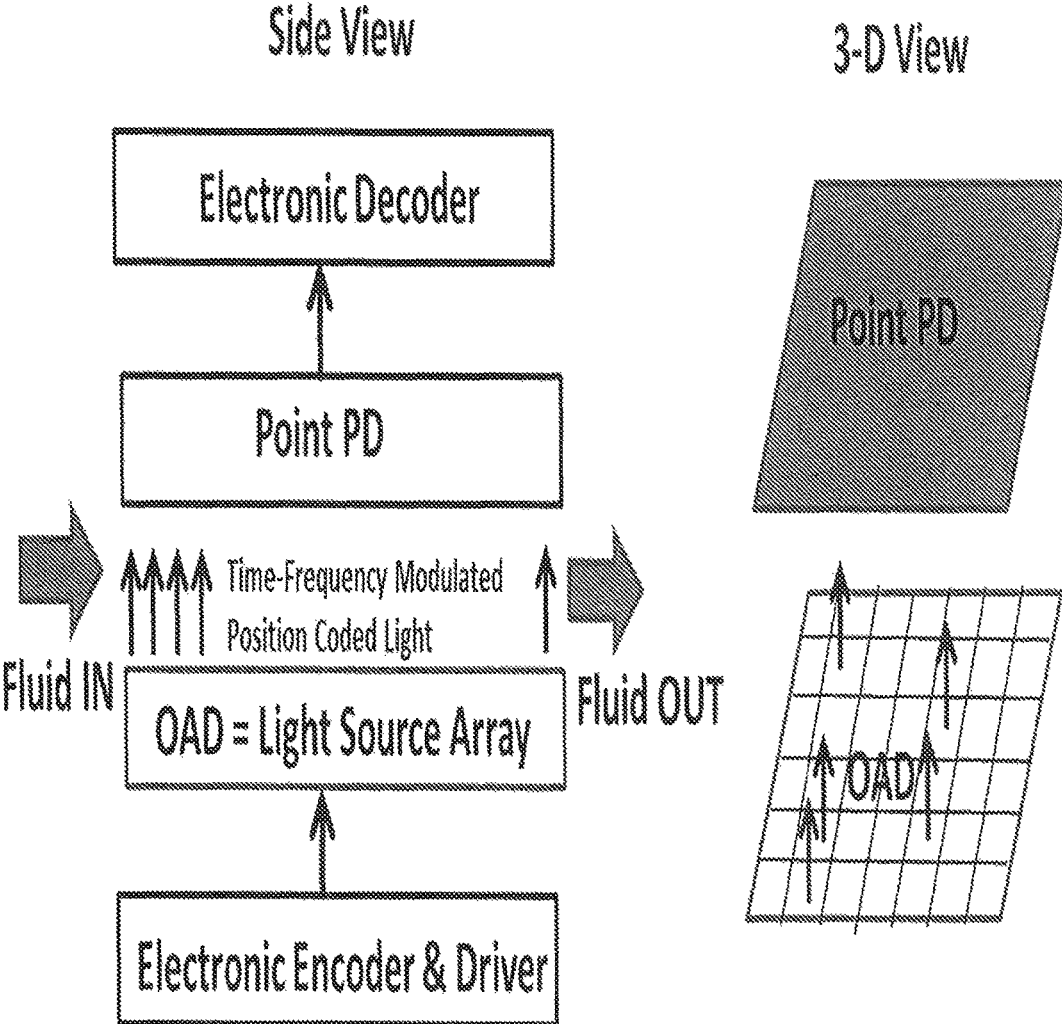 Side View
3-D View
Electronic Decoder
Point PD
Point PD
Time-Frequency Modulated
Position Coded Light
Fluid IN
Fluid OUT
OAD = Light Source Array
OAD
Electronic Encoder & Driver